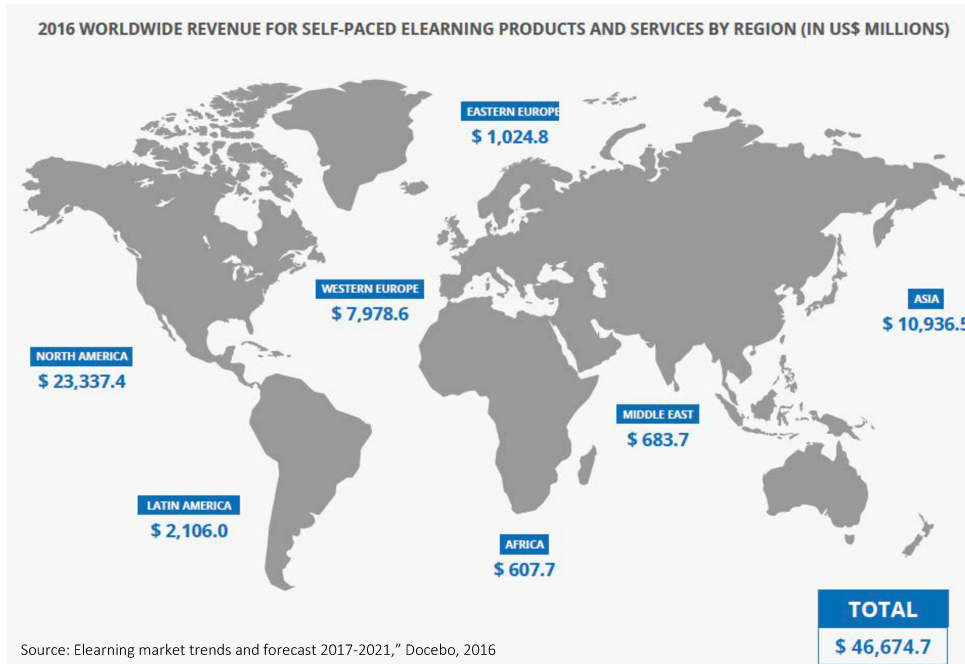 2016 WORLDWIDE REVENUE FOR SELF-PACED ELEARNING PRODUCTS AND SERVICES BY REGION (IN US$ MILLIONS)
EASTERN EUROPE
$ 1,024.8
WESTERN EUROPE
$ 7,978.6
ASIA
$ 10,936.5
NORTH AMERICA
$ 23,337.4
MIDDLE EAST
$ 683.7
LATIN AMERICA
$ 2,106.0
AFRICA
$ 607.7
TOTAL
$ 46,674.7
Source: Elearning market trends and forecast 2017-2021,” Docebo, 2016